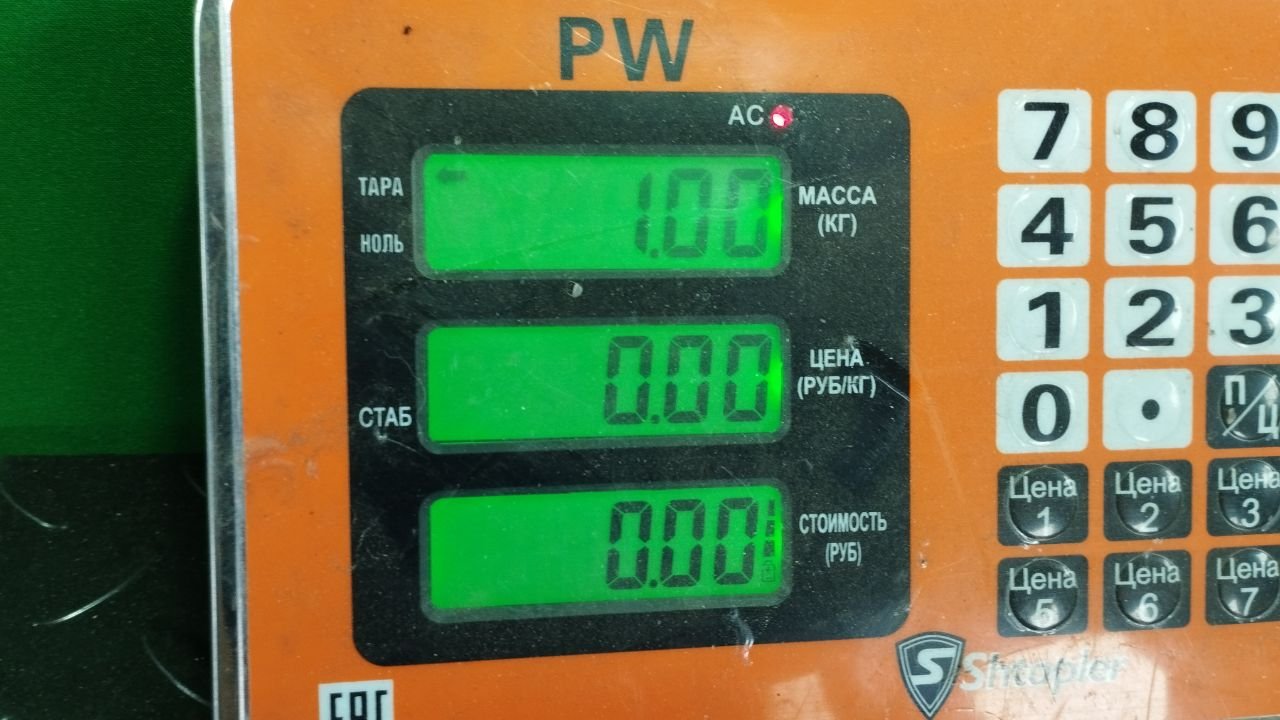 PW
AC
ТАРА
НОЛЬ
1.00
МАССА
(КГ)
СТАБ
0.00
ЦЕНА
(РУБ/КГ)
0.00
СТОИМОСТЬ
(РУБ)
7 8 9
4 5 6
1 2 3
0 . П/Ц
Цена 1 Цена 2 Цена 3
Цена 5 Цена 6 Цена 7
S Shtapler
EAC